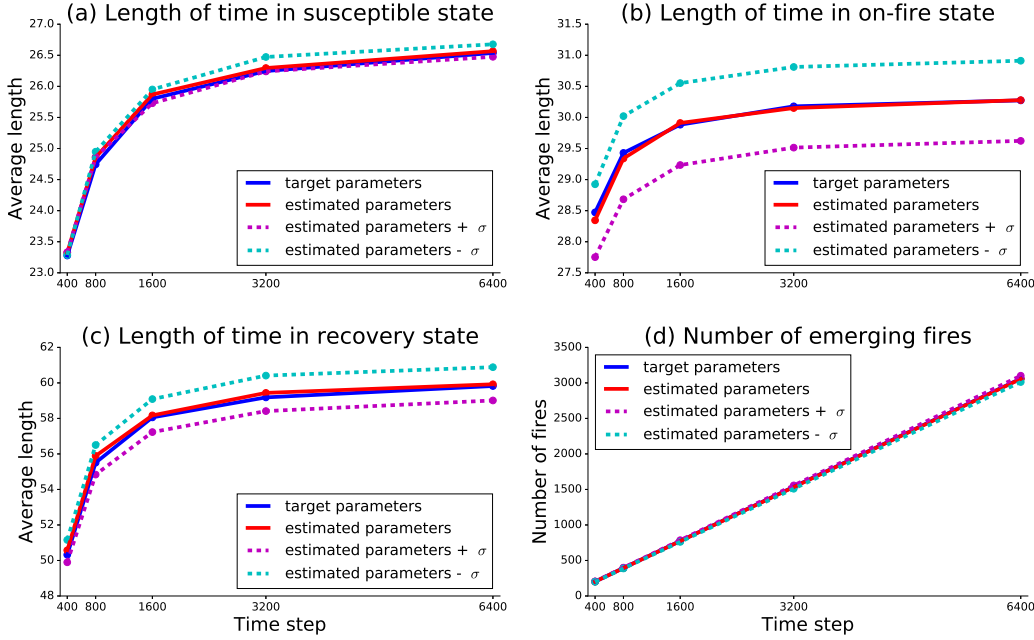 (a) Length of time in susceptible state
27.0
26.5
26.0
25.5
25.0
24.5
24.0
23.5
23.0
Average length
400 800 1600 3200 6400
target parameters
estimated parameters
estimated parameters + σ
estimated parameters - σ
(b) Length of time in on-fire state
31.5
31.0
30.5
30.0
29.5
29.0
28.5
28.0
27.5
Average length
400 800 1600 3200 6400
target parameters
estimated parameters
estimated parameters + σ
estimated parameters - σ
(c) Length of time in recovery state
62
60
58
56
54
52
50
48
Average length
400 800 1600 3200 6400
Time step
target parameters
estimated parameters
estimated parameters + σ
estimated parameters - σ
(d) Number of emerging fires
3500
3000
2500
2000
1500
1000
500
0
Number of fires
400 800 1600 3200 6400
Time step
target parameters
estimated parameters
estimated parameters + σ
estimated parameters - σ